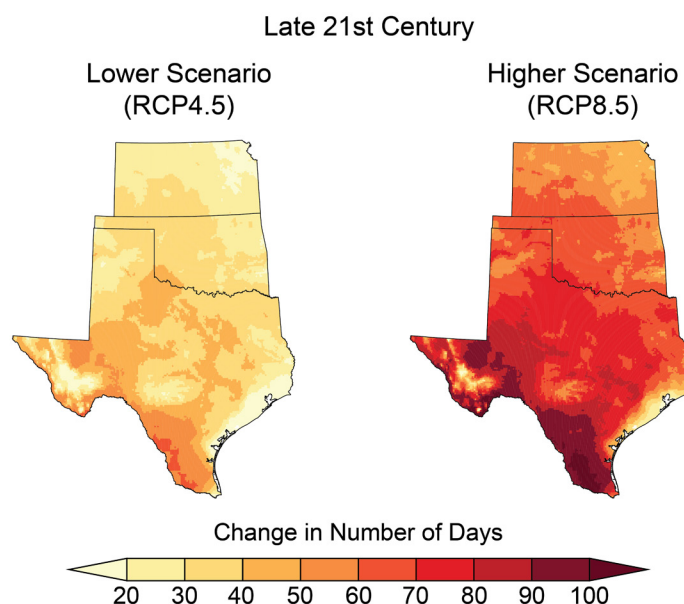 Late 21st Century
Lower Scenario
(RCP4.5)
Higher Scenario
(RCP8.5)
Change in Number of Days
20 30 40 50 60 70 80 90 100